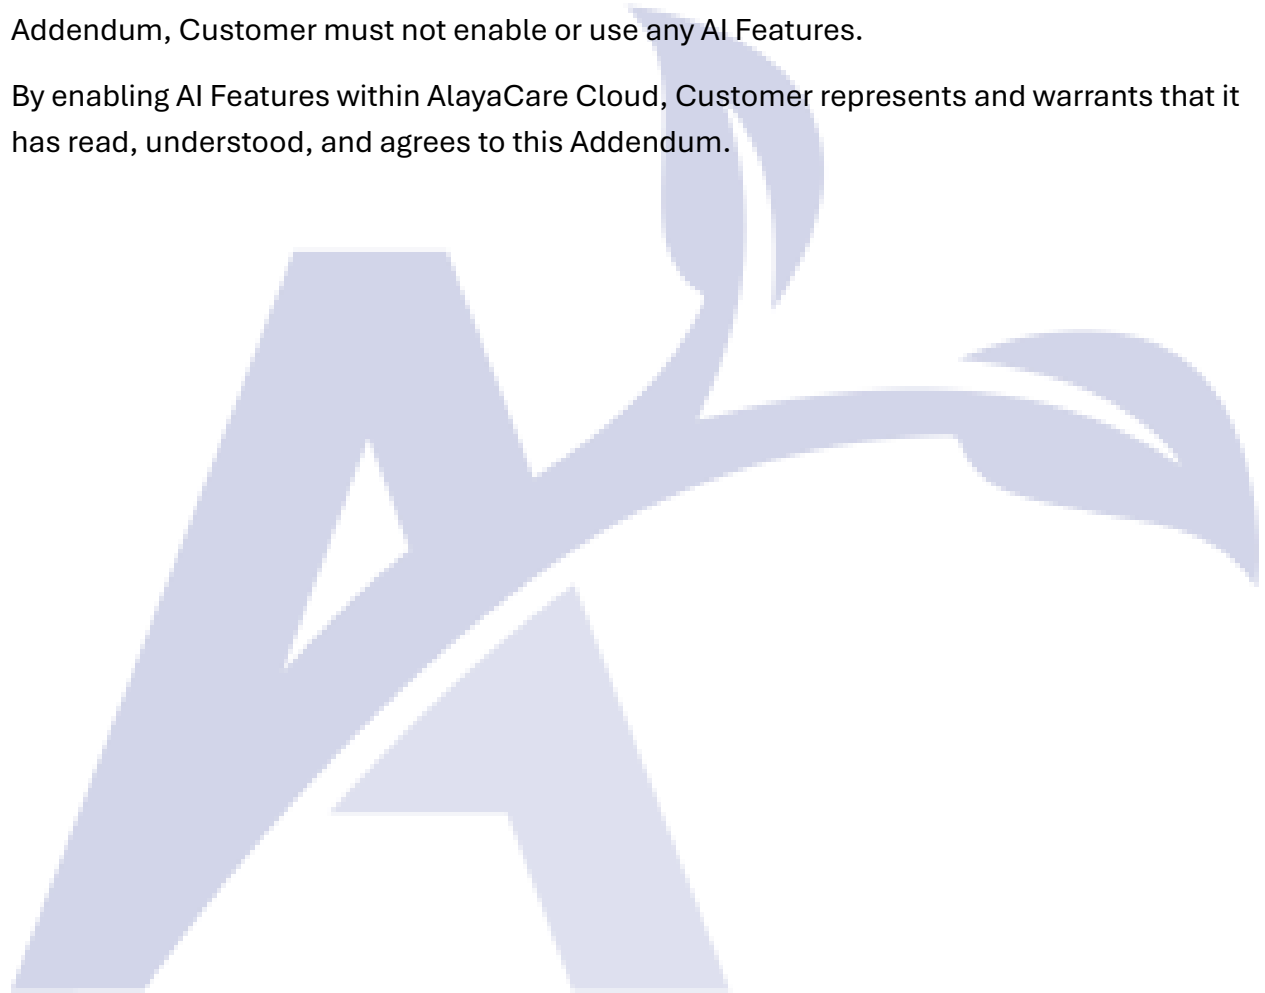 Addendum, Customer must not enable or use any AI Features.
By enabling AI Features within AlayaCare Cloud, Customer represents and warrants that it
has read, understood, and agrees to this Addendum.